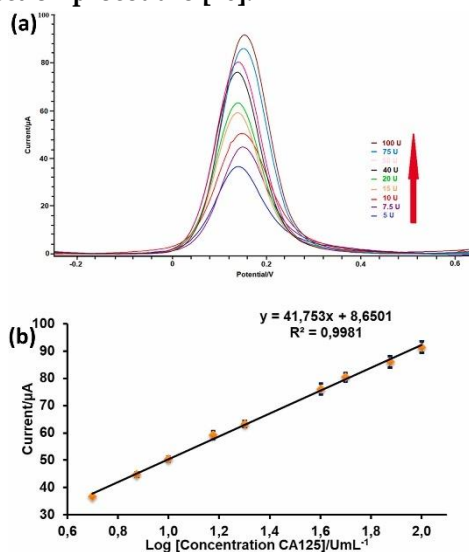 (a)
Current/µA
100
80
60
40
20
0
100 U
75 U
40 U
20 U
15 U
10 U
7.5 U
5 U
-0.2 0 0.2 0.4 0.6
Potential/V
(b)
y = 41,753x + 8,6501
R² = 0,9981
Current/µA
100
90
80
70
60
50
40
30
0,6 0,8 1,0 1,2 1,4 1,6 1,8 2,0
Log [Concentration CA125]/UmL⁻¹